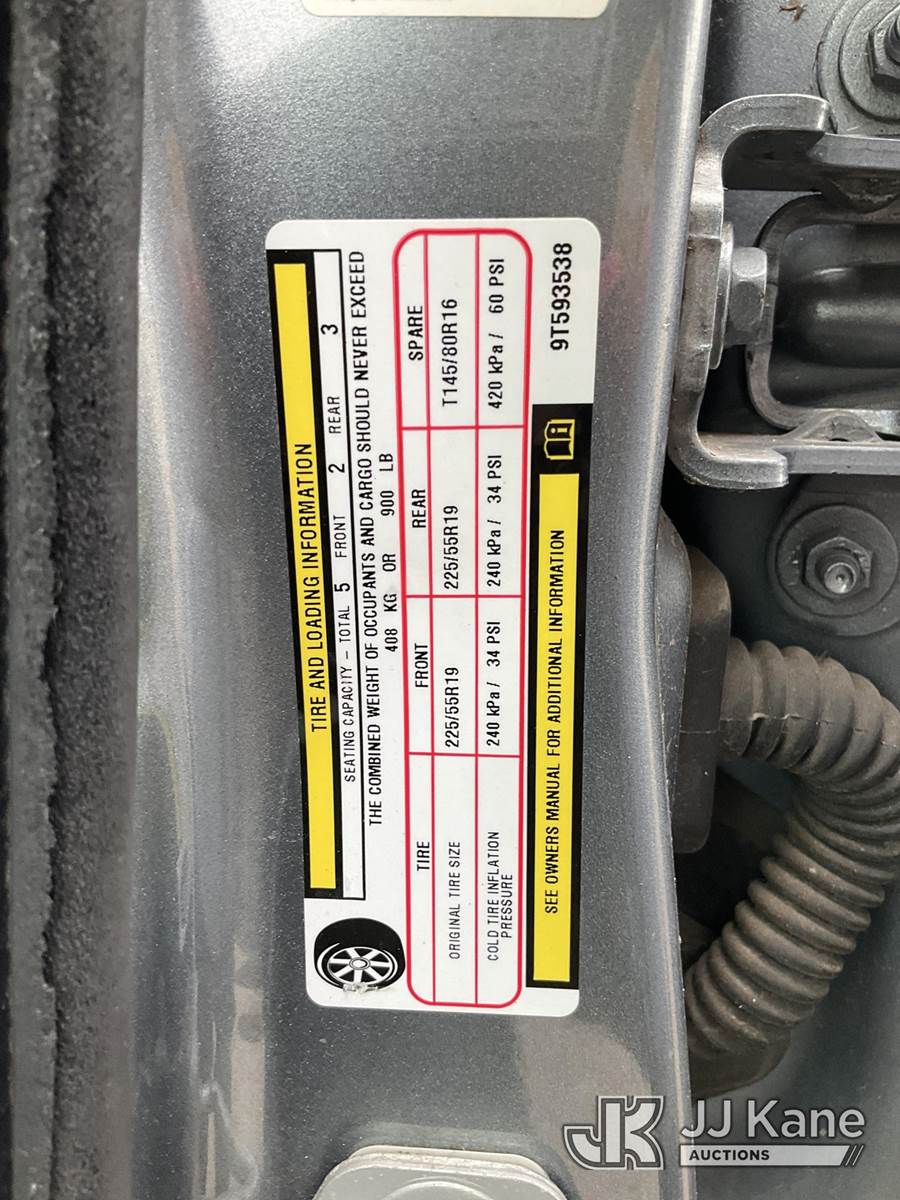 TIRE AND LOADING INFORMATION
SEATING CAPACITY – TOTAL 5 FRONT 2 REAR 3
THE COMBINED WEIGHT OF OCCUPANTS AND CARGO SHOULD NEVER EXCEED
408 KG OR 900 LB
TIRE FRONT REAR SPARE
ORIGINAL TIRE SIZE 225/55R19 225/55R19 T145/80R16
COLD TIRE INFLATION PRESSURE 240 kPa / 34 PSI 240 kPa / 34 PSI 420 kPa / 60 PSI
SEE OWNERS MANUAL FOR ADDITIONAL INFORMATION
9T593538
JK JJ Kane
AUCTIONS